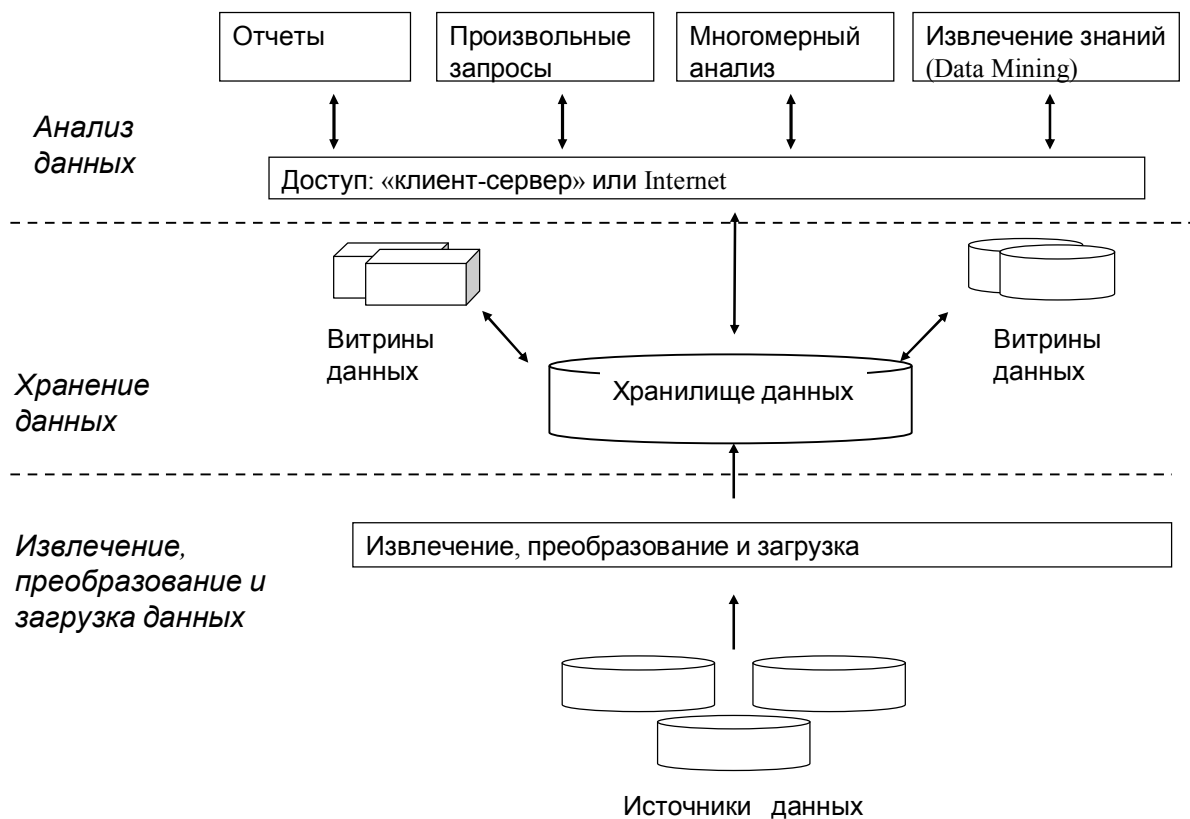 Отчеты
Произвольные
запросы
Многомерный
анализ
Извлечение знаний
(Data Mining)
Анализ
данных
Доступ: «клиент-сервер» или Internet
Витрины
данных
Витрины
данных
Хранение
данных
Хранилище данных
Извлечение,
преобразование и
загрузка данных
Извлечение, преобразование и загрузка
Источники данных